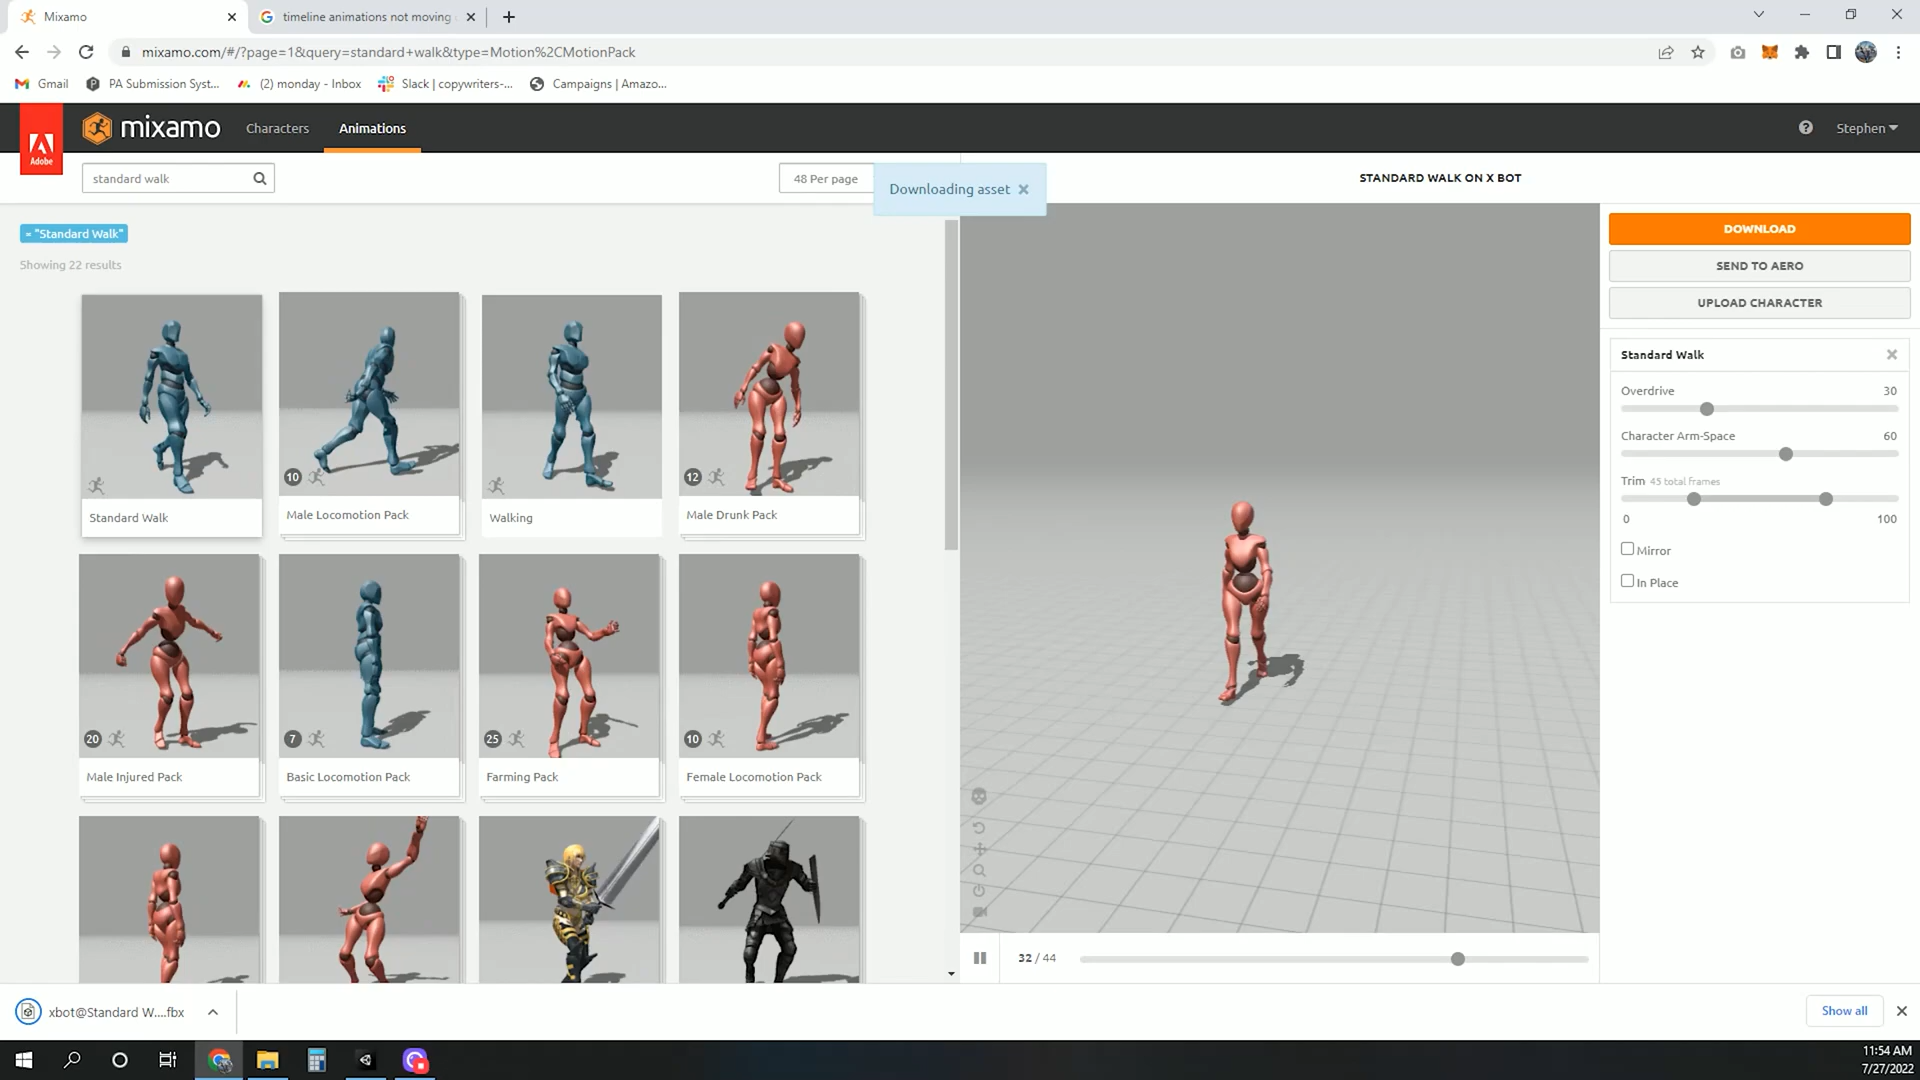 Mixamo
timeline animations not moving
mixamo.com/#/?page=1&query=standard+walk&type=Motion%2CMotionPack
Gmail
PA Submission Syst...
(2) monday - Inbox
Slack | copywriters-...
Campaigns | Amazo...
Adobe
mixamo
Characters
Animations
Stephen
standard walk
48 Per page
Downloading asset
STANDARD WALK ON X BOT
= "Standard Walk"
Showing 22 results
DOWNLOAD
SEND TO AERO
UPLOAD CHARACTER
Standard Walk
Overdrive 30
Character Arm-Space 60
Trim 45 total frames
0 100
Mirror
In Place
10
12
Standard Walk
Male Locomotion Pack
Walking
Male Drunk Pack
20
7
25
10
Male Injured Pack
Basic Locomotion Pack
Farming Pack
Female Locomotion Pack
32 / 44
xbot@Standard W....fbx
Show all
11:54 AM
7/27/2022